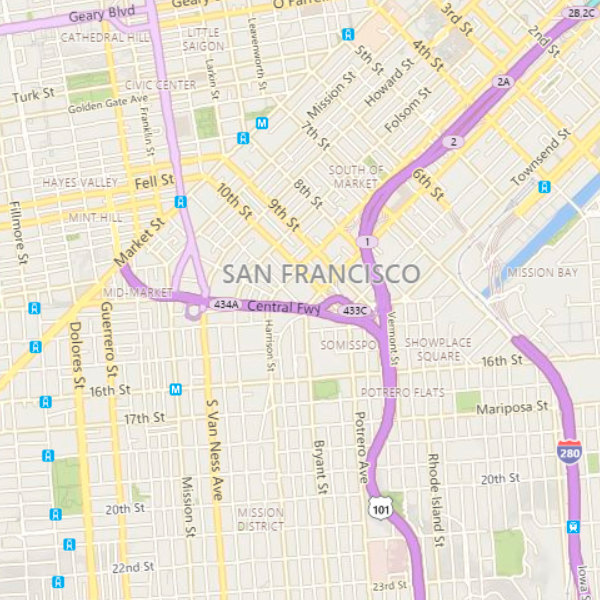 Geary Blvd
Geary S
O'Farrell
2B,2C
CATHEDRAL HILL
LITTLE
SAIGON
Leavenworth St
3rd St
2nd St
4th St
5th St
Larkin St
CIVIC CENTER
Turk St
Golden Gate Ave
Franklin St
Mission St
Howard St
2A
Folsom St
M
7th St
2
Townsend St
HAYES VALLEY
Fell St
SOUTH OF
MARKET
6th St
8th St
9th St
10th St
MINT HILL
Fillmore St
Market St
1
SAN FRANCISCO
MISSION BAY
MID-MARKET
434A
Central Fwy
433C
Guerrero St
Dolores St
Harrison St
SOMISSPO
Vermont St
SHOWPLACE
SQUARE
16th St
16th St
M
POTRERO FLATS
17th St
S Van Ness Ave
Mariposa St
Potrero Ave
Bryant St
Rhode Island St
280
Mission St
20th St
20th St
101
MISSION
DISTRICT
22nd St
23rd St
Iowa S